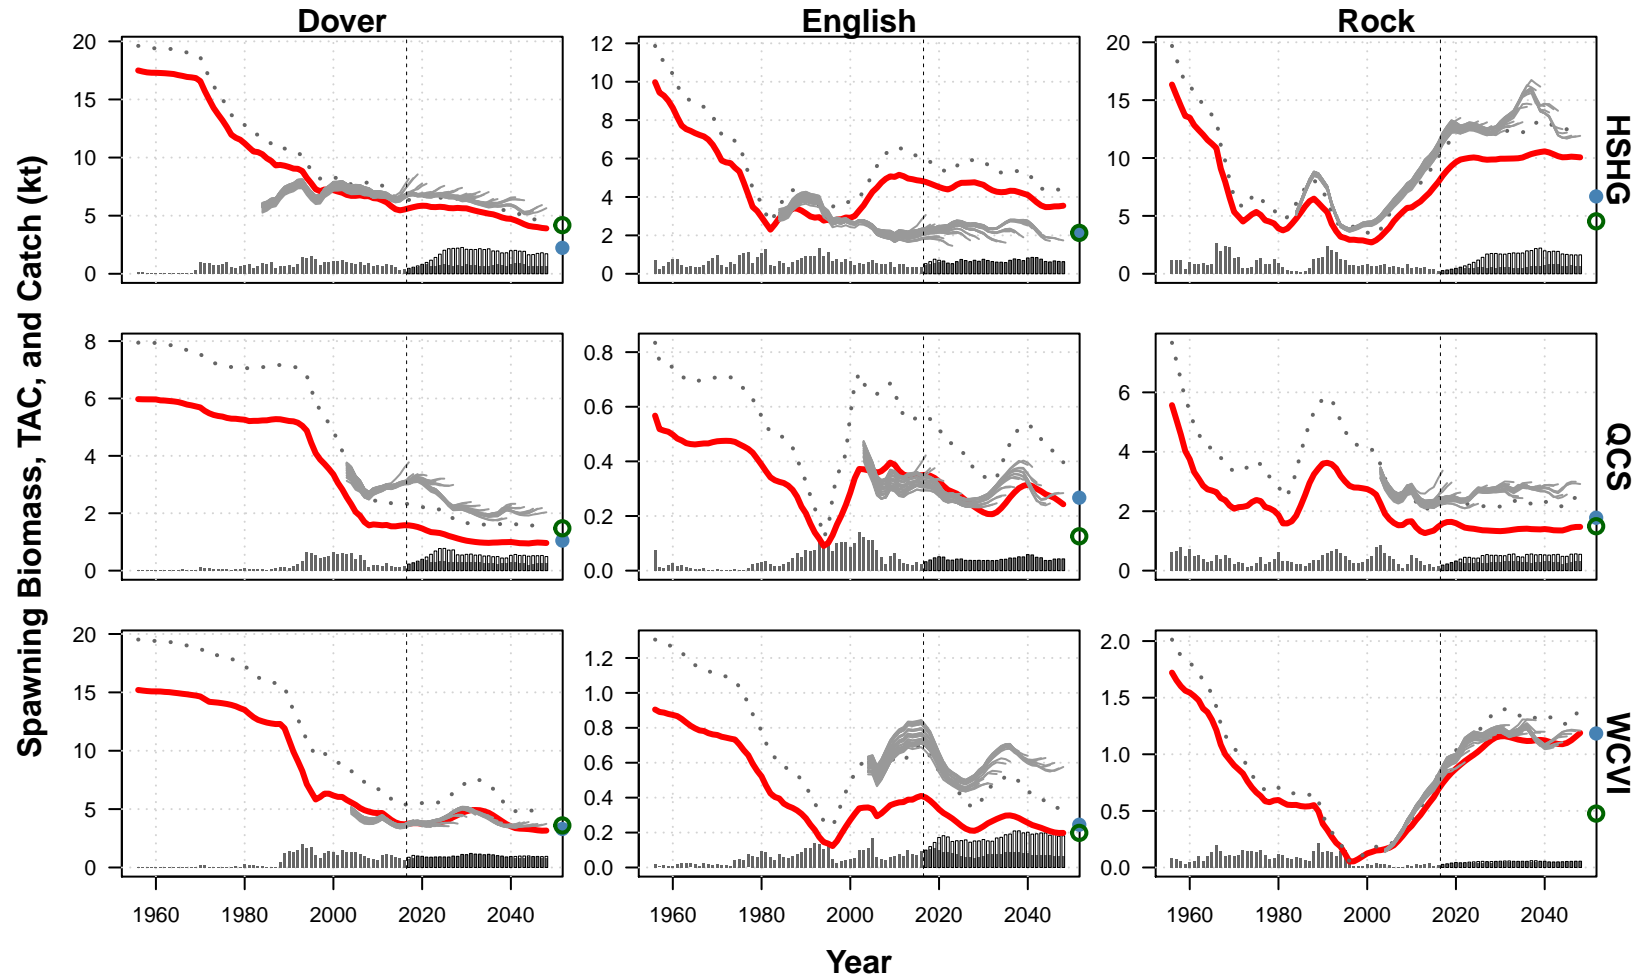 Dover English Rock
Spawning Biomass, TAC, and Catch (kt)
20 15 10 5 0
12 10 8 6 4 2 0
20 15 10 5 0
HSHG
8 6 4 2 0
0.8 0.6 0.4 0.2 0.0
6 4 2 0
QCS
20 15 10 5 0
1.2 1.0 0.8 0.6 0.4 0.2 0.0
2.0 1.5 1.0 0.5 0.0
WCVI
1960 1980 2000 2020 2040 1960 1980 2000 2020 2040 1960 1980 2000 2020 2040
Year